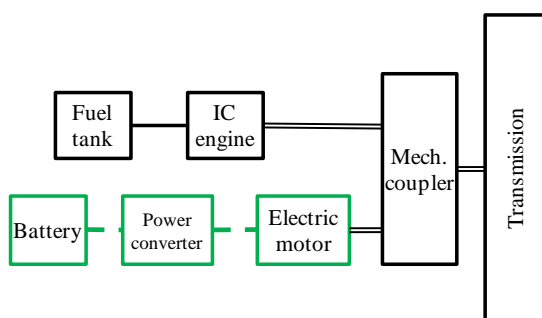 Fuel
tank
IC
engine
Mech.
coupler
Transmission
Battery
Power
converter
Electric
motor